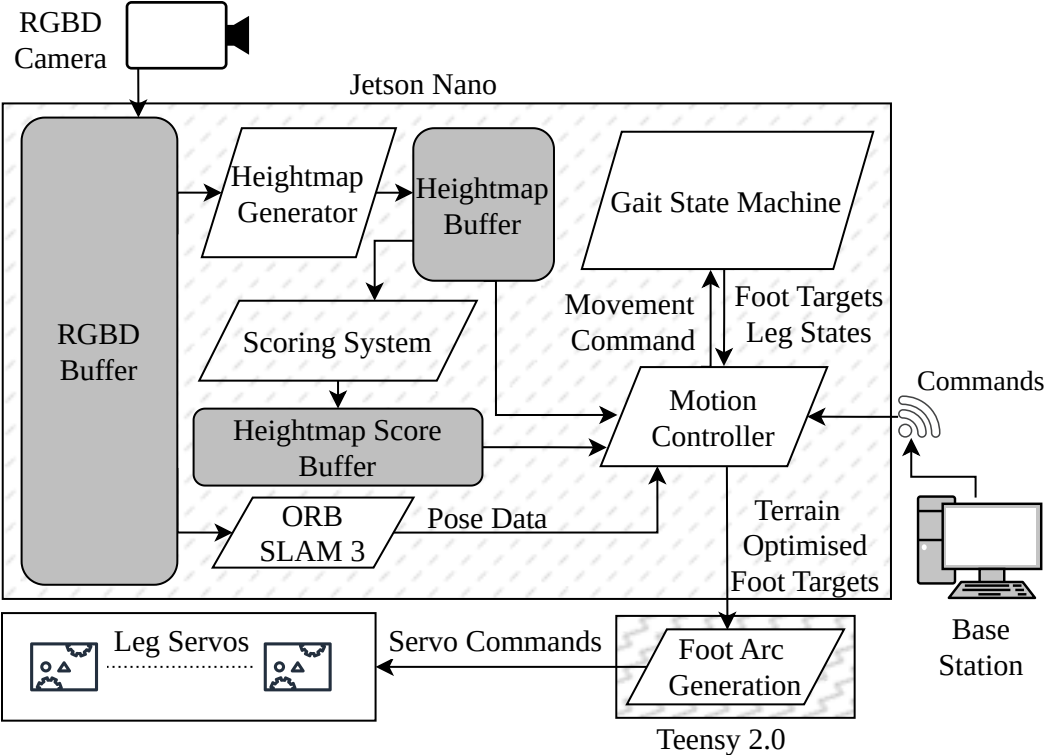 RGBD
Camera
Jetson Nano
Heightmap
Generator
Heightmap
Buffer
Gait State Machine
RGBD
Buffer
Scoring System
Movement
Command
Foot Targets
Leg States
Commands
Motion
Controller
Heightmap Score
Buffer
ORB
SLAM 3
Pose Data
Terrain
Optimised
Foot Targets
Base
Station
Leg Servos
Servo Commands
Foot Arc
Generation
Teensy 2.0